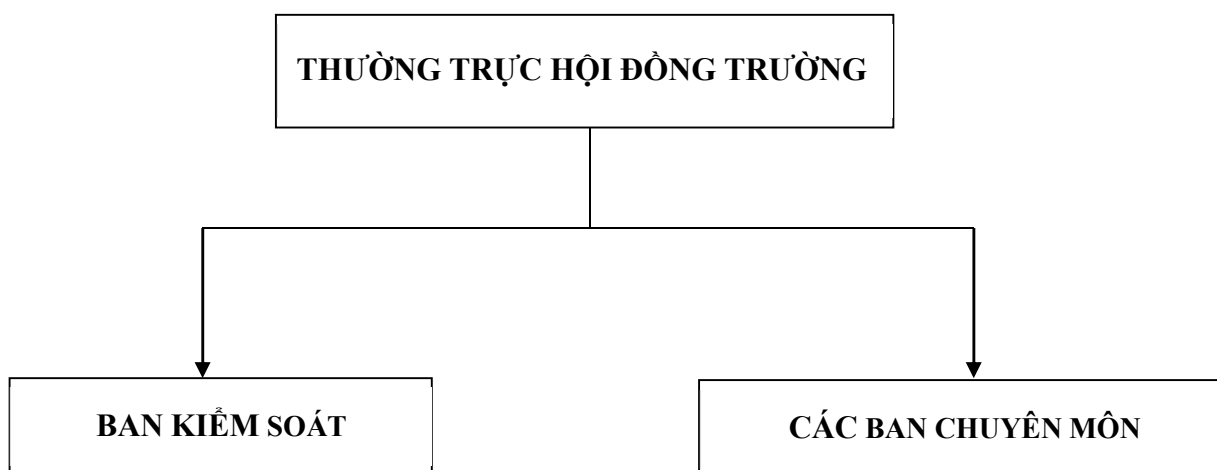 THƯỜNG TRỰC HỘI ĐỒNG TRƯỜNG
BAN KIỂM SOÁT
CÁC BAN CHUYÊN MÔN